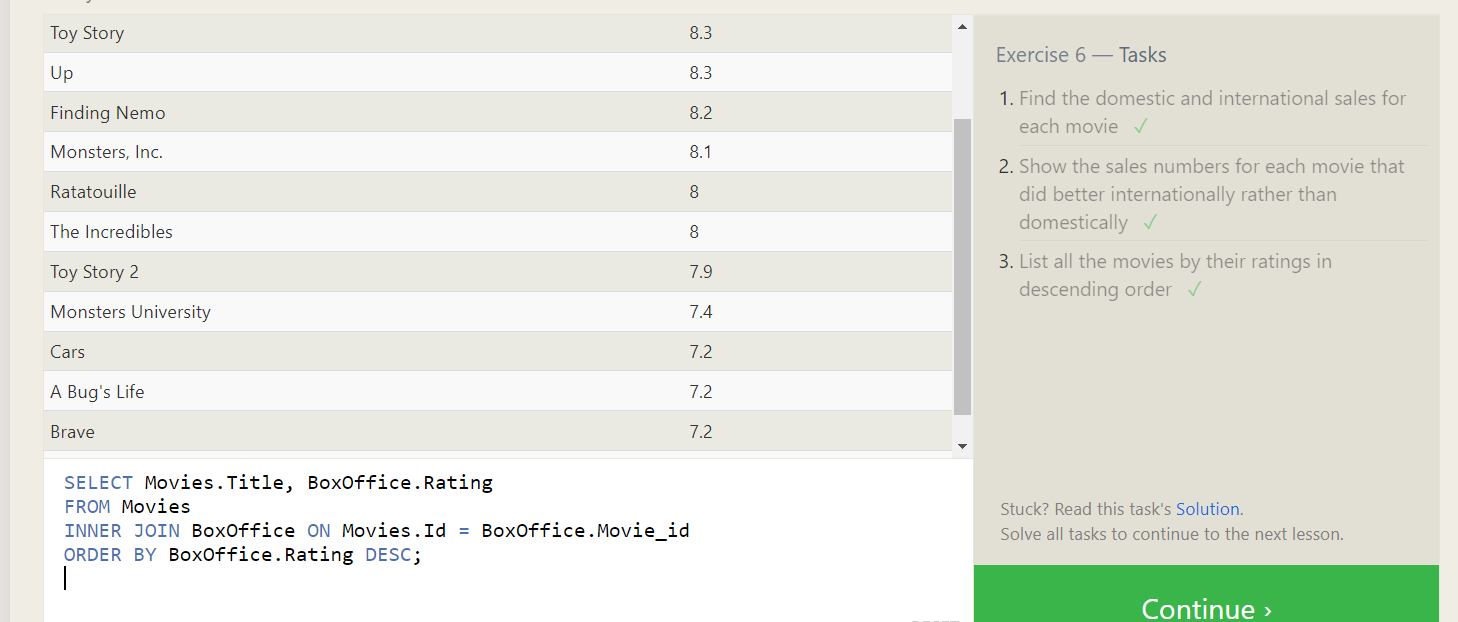 Toy Story 8.3
Up 8.3
Finding Nemo 8.2
Monsters, Inc. 8.1
Ratatouille 8
The Incredibles 8
Toy Story 2 7.9
Monsters University 7.4
Cars 7.2
A Bug's Life 7.2
Brave 7.2
SELECT Movies.Title, BoxOffice.Rating
FROM Movies
INNER JOIN BoxOffice ON Movies.Id = BoxOffice.Movie_id
ORDER BY BoxOffice.Rating DESC;
Exercise 6 — Tasks
1. Find the domestic and international sales for
each movie ✓
2. Show the sales numbers for each movie that
did better internationally rather than
domestically ✓
3. List all the movies by their ratings in
descending order ✓
Stuck? Read this task's Solution.
Solve all tasks to continue to the next lesson.
Continue ›